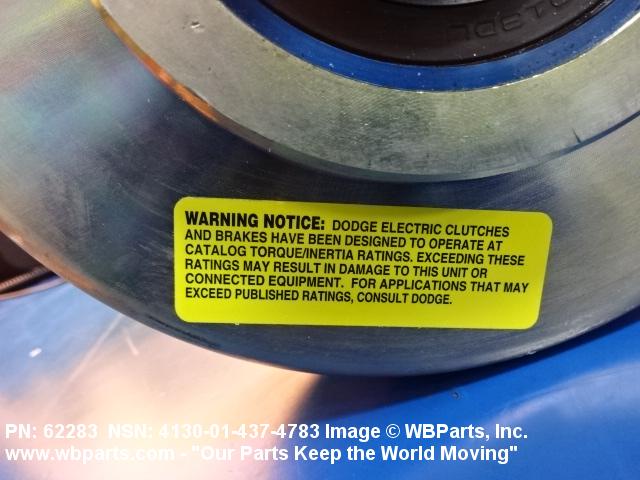 WARNING NOTICE: DODGE ELECTRIC CLUTCHES
AND BRAKES HAVE BEEN DESIGNED TO OPERATE AT
CATALOG TORQUE/INERTIA RATINGS. EXCEEDING THESE
RATINGS MAY RESULT IN DAMAGE TO THIS UNIT OR
CONNECTED EQUIPMENT. FOR APPLICATIONS THAT MAY
EXCEED PUBLISHED RATINGS, CONSULT DODGE.
PN: 62283 NSN: 4130-01-437-4783 Image © WBParts, Inc.
www.wbparts.com - "Our Parts Keep the World Moving"